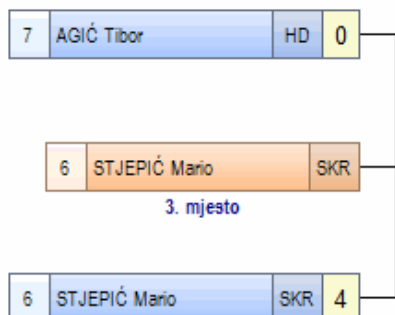 7 AGIĆ Tibor HD 0
6 STJEPIĆ Mario SKR
3. mjesto
6 STJEPIĆ Mario SKR 4